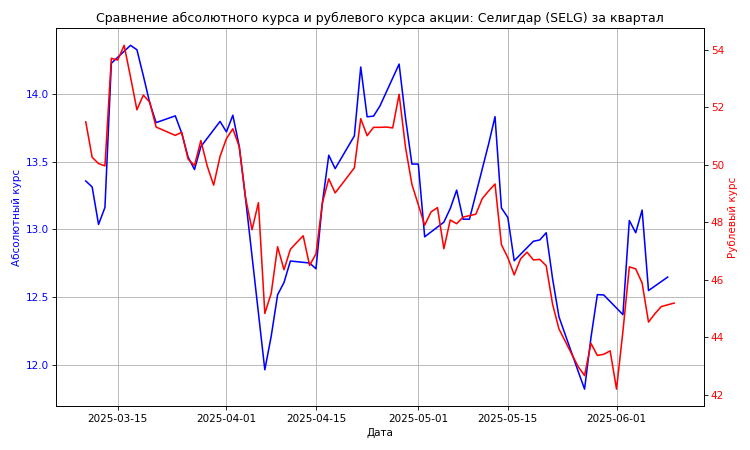 Сравнение абсолютного курса и рублевого курса акции: Селигдар (SELG) за квартал
54
14.0
52
13.5
50
Абсолютный курс
Рублевый курс
13.0
48
12.5
46
12.0
44
42
2025-03-15 2025-04-01 2025-04-15 2025-05-01 2025-05-15 2025-06-01
Дата